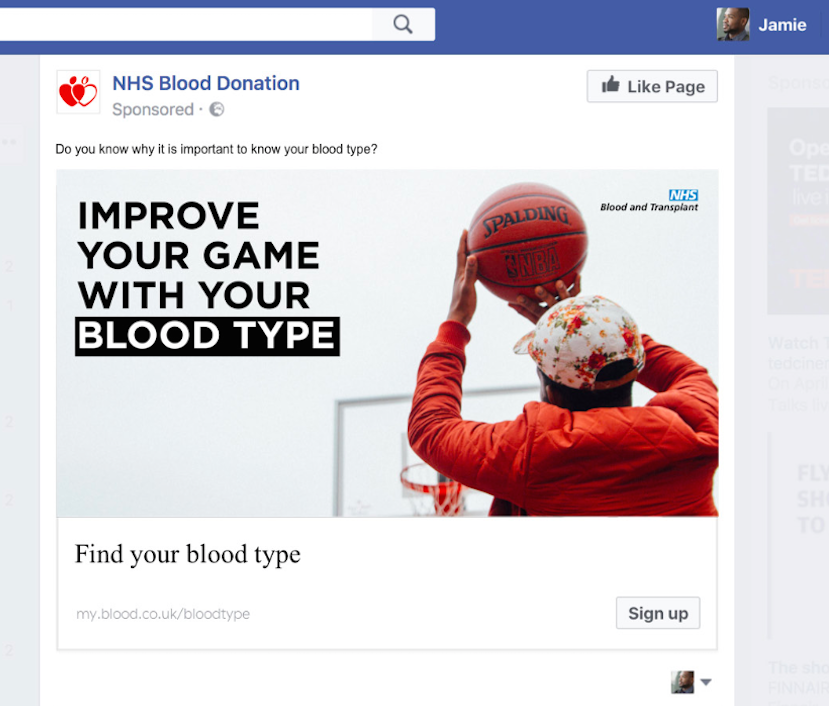 Jamie
NHS Blood Donation
Sponsored ·
Like Page
Do you know why it is important to know your blood type?
IMPROVE
YOUR GAME
WITH YOUR
BLOOD TYPE
NHS
Blood and Transplant
SPALDING
NBA
Find your blood type
my.blood.co.uk/bloodtype
Sign up
Ope
TED
live
TE
Watch T
tedciner
On April
Talks liv
FLY
SH
TO
The sho
FINNAIR
2
1
2
2
2